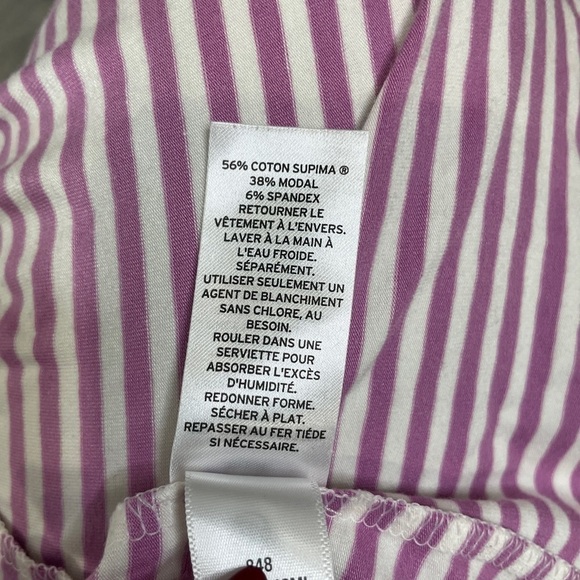 56% COTON SUPIMA ®
38% MODAL
6% SPANDEX
RETOURNER LE
VÊTEMENT À L'ENVERS.
LAVER À LA MAIN À
L'EAU FROIDE.
SÉPARÉMENT.
UTILISER SEULEMENT UN
AGENT DE BLANCHIMENT
SANS CHLORE, AU
BESOIN.
ROULER DANS UNE
SERVIETTE POUR
ABSORBER L'EXCÈS
D'HUMIDITÉ.
REDONNER FORME.
SÉCHER À PLAT.
REPASSER AU FER TIÉDE
SI NÉCESSAIRE.
848